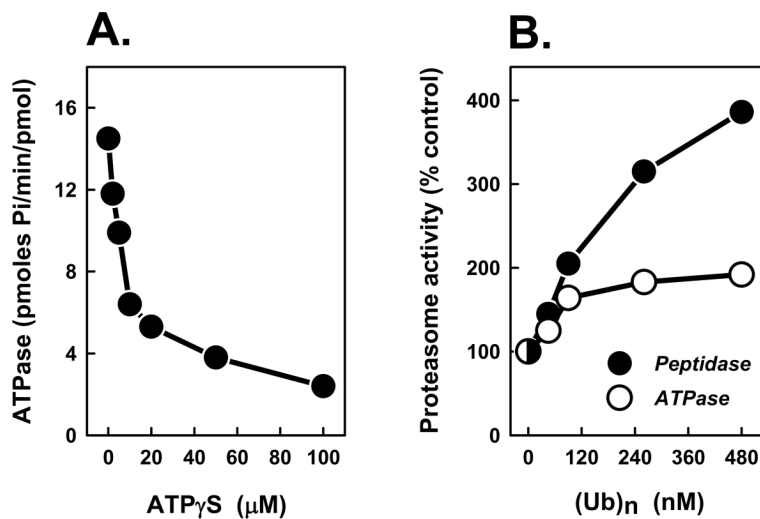 A.
ATPase (pmoles Pi/min/pmol)
16
12
8
4
0
0 20 40 60 80 100
ATPγS (μM)
B.
Proteasome activity (% control)
400
300
200
100
0
Peptidase
ATPase
0 120 240 360 480
(Ub)n (nM)